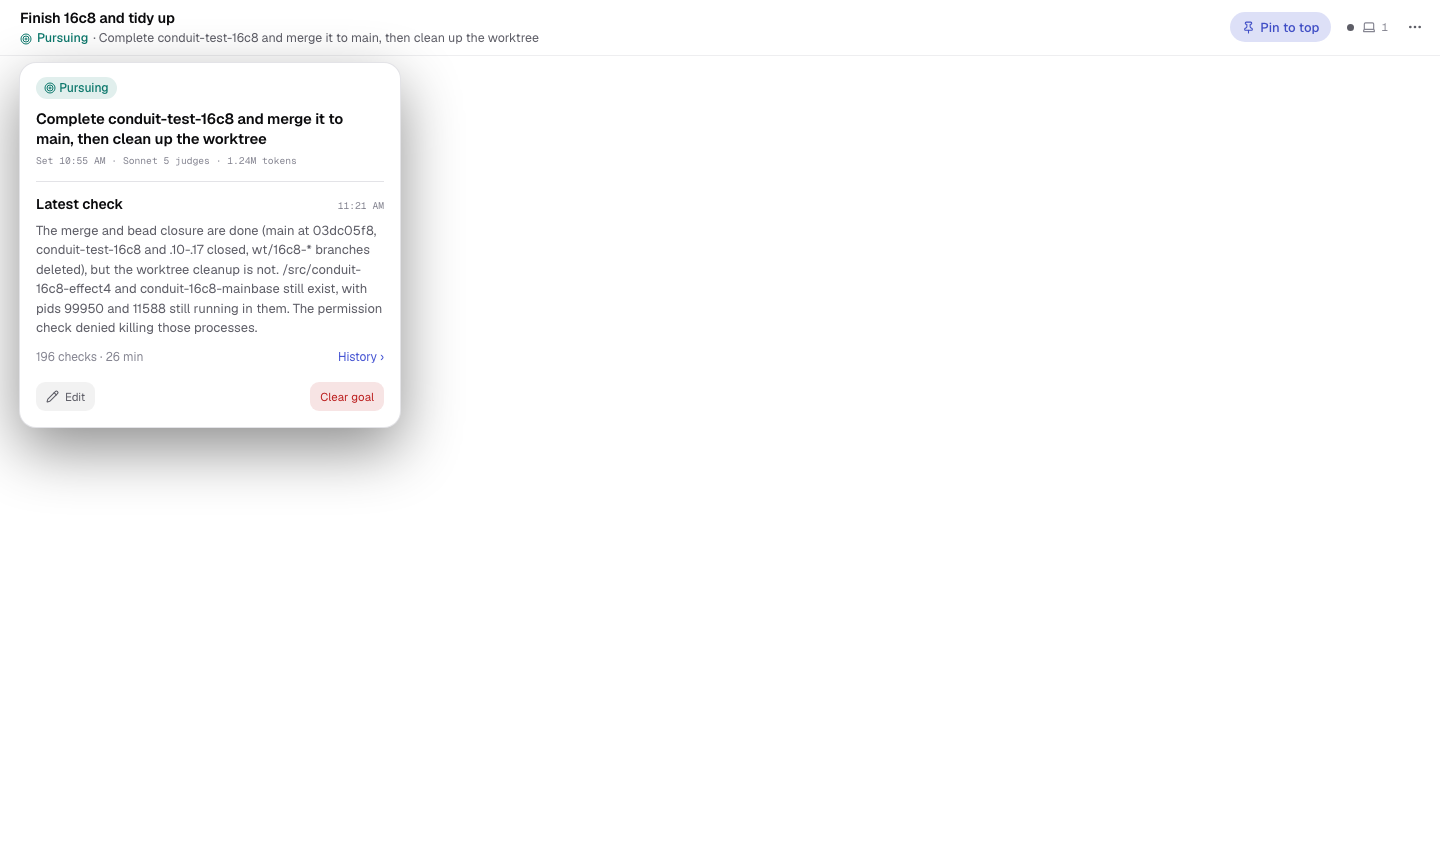 Finish 16c8 and tidy up
Pursuing · Complete conduit-test-16c8 and merge it to main, then clean up the worktree
Pin to top
1
Pursuing
Complete conduit-test-16c8 and merge it to
main, then clean up the worktree
Set 10:55 AM · Sonnet 5 judges · 1.24M tokens
Latest check
11:21 AM
The merge and bead closure are done (main at 03dc05f8,
conduit-test-16c8 and .10-.17 closed, wt/16c8-* branches
deleted), but the worktree cleanup is not. /src/conduit-
16c8-effect4 and conduit-16c8-mainbase still exist, with
pids 99950 and 11588 still running in them. The permission
check denied killing those processes.
196 checks · 26 min
History ›
Edit
Clear goal